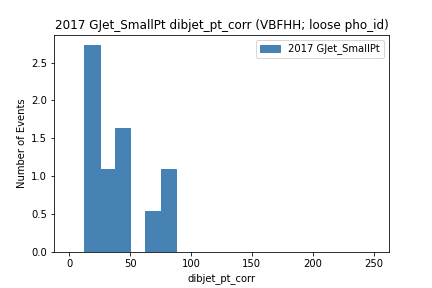 2017 GJet_SmallPt dibjet_pt_corr (VBFHH; loose pho_id)
2017 GJet_SmallPt
Number of Events
2.5
2.0
1.5
1.0
0.5
0.0
0 50 100 150 200 250
dibjet_pt_corr